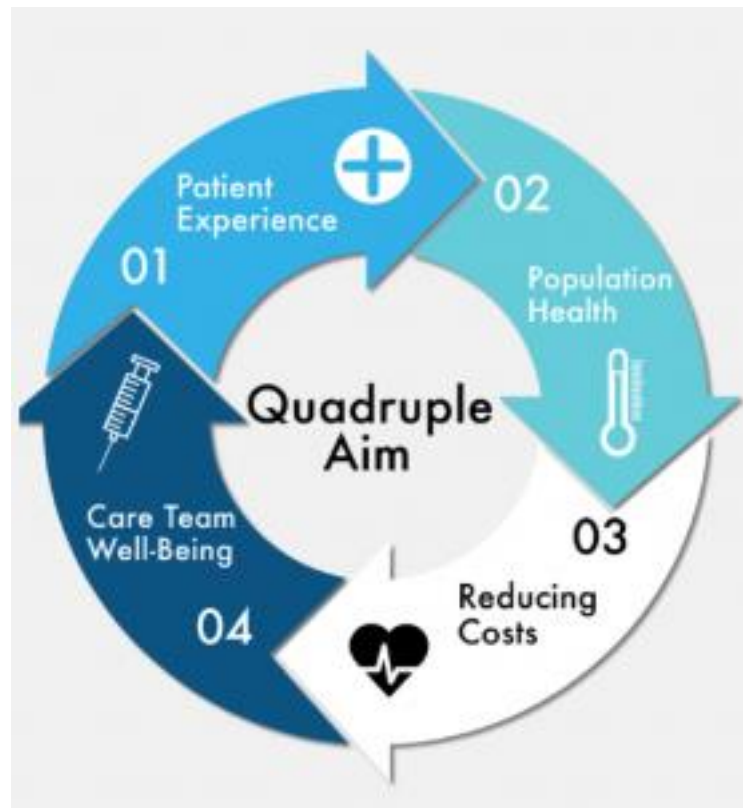 01
Patient
Experience
02
Population
Health
03
Reducing
Costs
04
Care Team
Well-Being
Quadruple
Aim